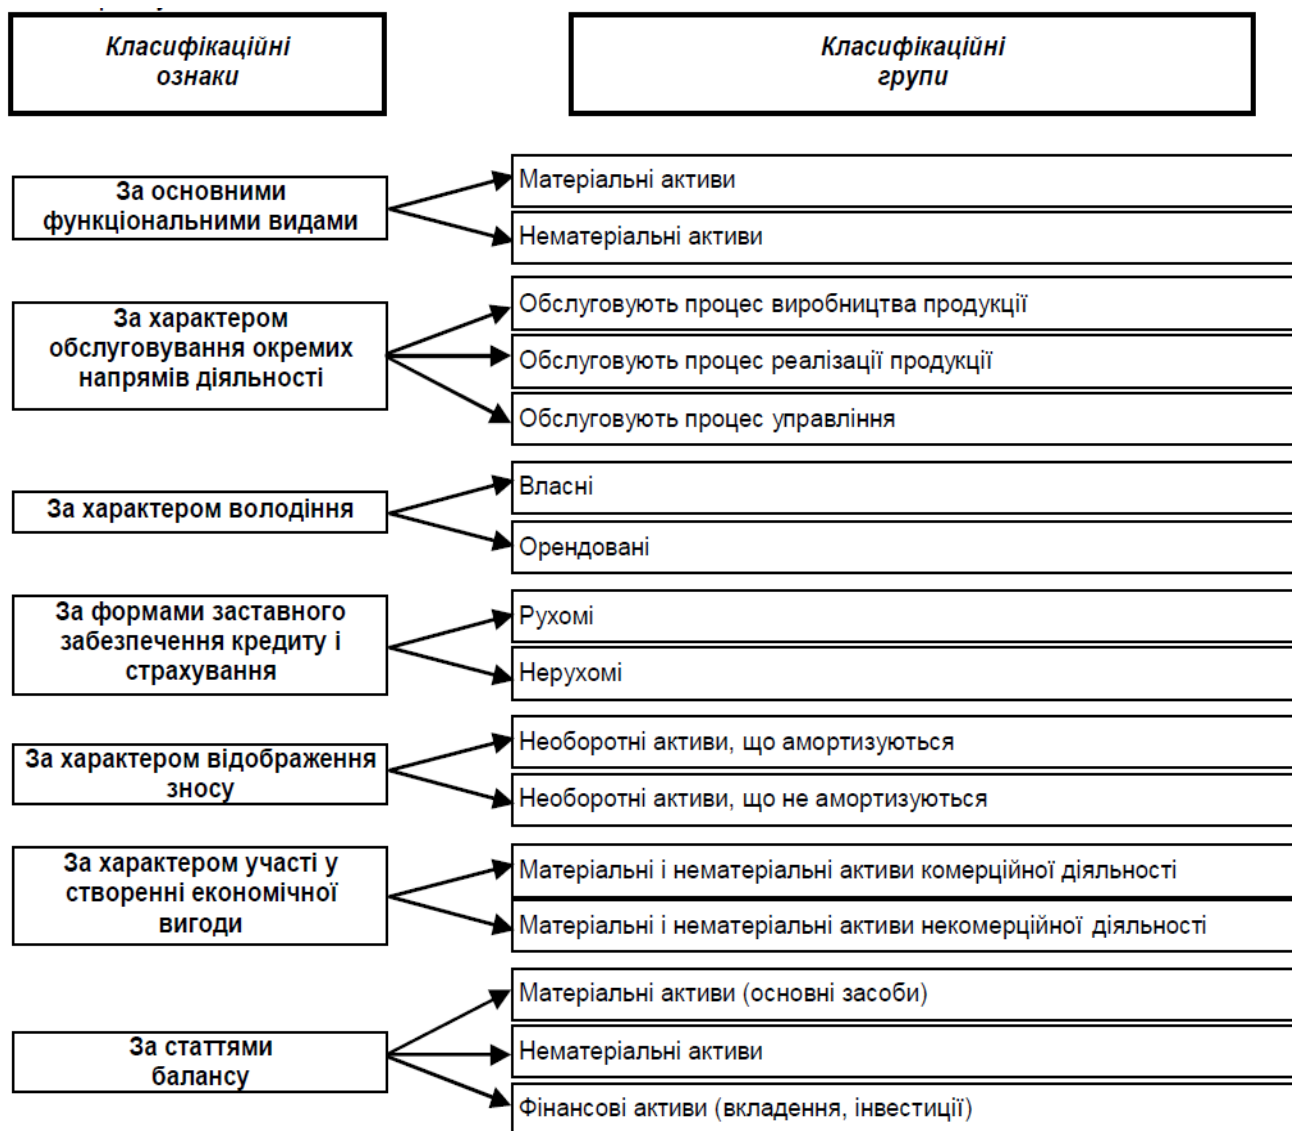 Класифікаційні
ознаки
Класифікаційні
групи
За основними
функціональними видами
Матеріальні активи
Нематеріальні активи
За характером
обслуговування окремих
напрямів діяльності
Обслуговують процес виробництва продукції
Обслуговують процес реалізації продукції
Обслуговують процес управління
За характером володіння
Власні
Орендовані
За формами заставного
забезпечення кредиту і
страхування
Рухомі
Нерухомі
За характером відображення
зносу
Необоротні активи, що амортизуються
Необоротні активи, що не амортизуються
За характером участі у
створенні економічної
вигоди
Матеріальні і нематеріальні активи комерційної діяльності
Матеріальні і нематеріальні активи некомерційної діяльності
За статтями
балансу
Матеріальні активи (основні засоби)
Нематеріальні активи
Фінансові активи (вкладення, інвестиції)